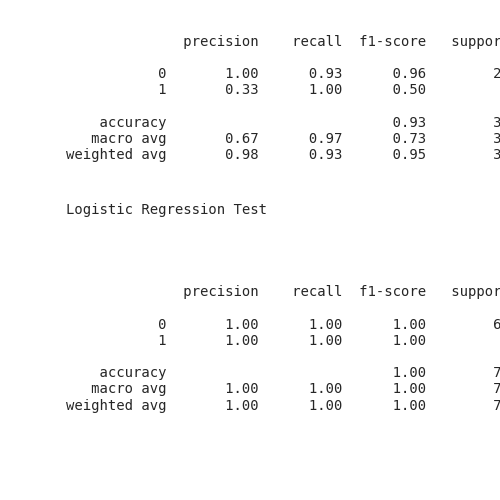 precision    recall  f1-score   suppor
0       1.00      0.93      0.96        2
1       0.33      1.00      0.50
accuracy                           0.93        3
macro avg       0.67      0.97      0.73        3
weighted avg       0.98      0.93      0.95        3
Logistic Regression Test
precision    recall  f1-score   suppor
0       1.00      1.00      1.00        6
1       1.00      1.00      1.00
accuracy                           1.00        7
macro avg       1.00      1.00      1.00        7
weighted avg       1.00      1.00      1.00        7